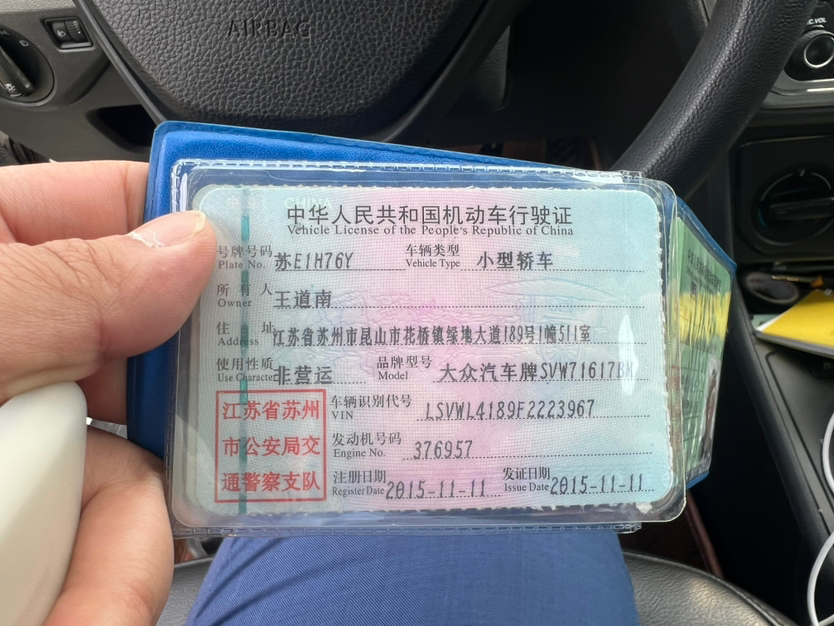 AIRBAG
中华人民共和国机动车行驶证
Vehicle License of the People's Republic of China
号牌号码 苏E1H76Y 车辆类型 小型轿车
Plate No. Vehicle Type
所有人 王道南
Owner
住址 江苏省苏州市昆山市花桥镇绿地大道189号1幢511室
Address
使用性质 非营运 品牌型号 大众汽车牌SVW71617BM
Use Character Model
江苏省苏州
市公安局交
通警察支队
车辆识别代号 LSVWL4189F2223967
VIN
发动机号码 376957
Engine No.
注册日期 2015-11-11 发证日期 2015-11-11
Register Date Issue Date